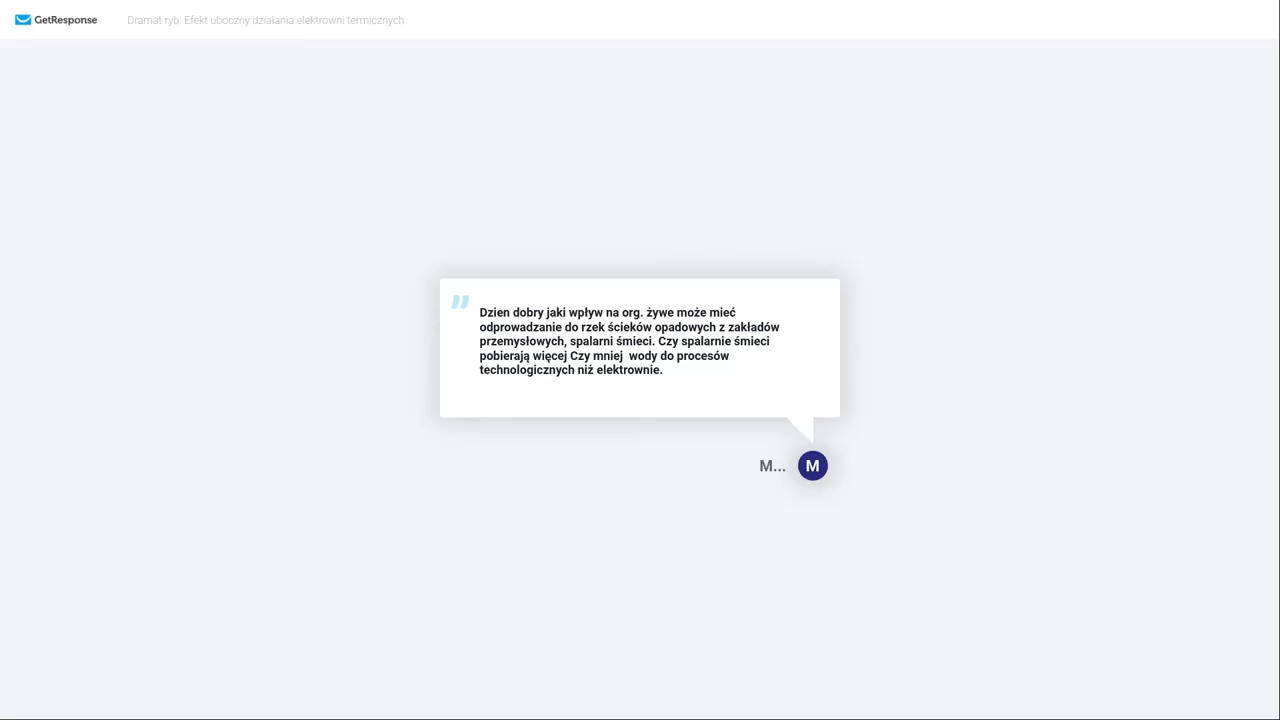 GetResponse
Dramat ryb. Efekt uboczny działania elektrowni termicznych
”
Dzien dobry jaki wpływ na org. żywe może mieć
odprowadzanie do rzek ścieków opadowych z zakładów
przemysłowych, spalarni śmieci. Czy spalarnie śmieci
pobierają więcej Czy mniej  wody do procesów
technologicznych niż elektrownie.
M... M